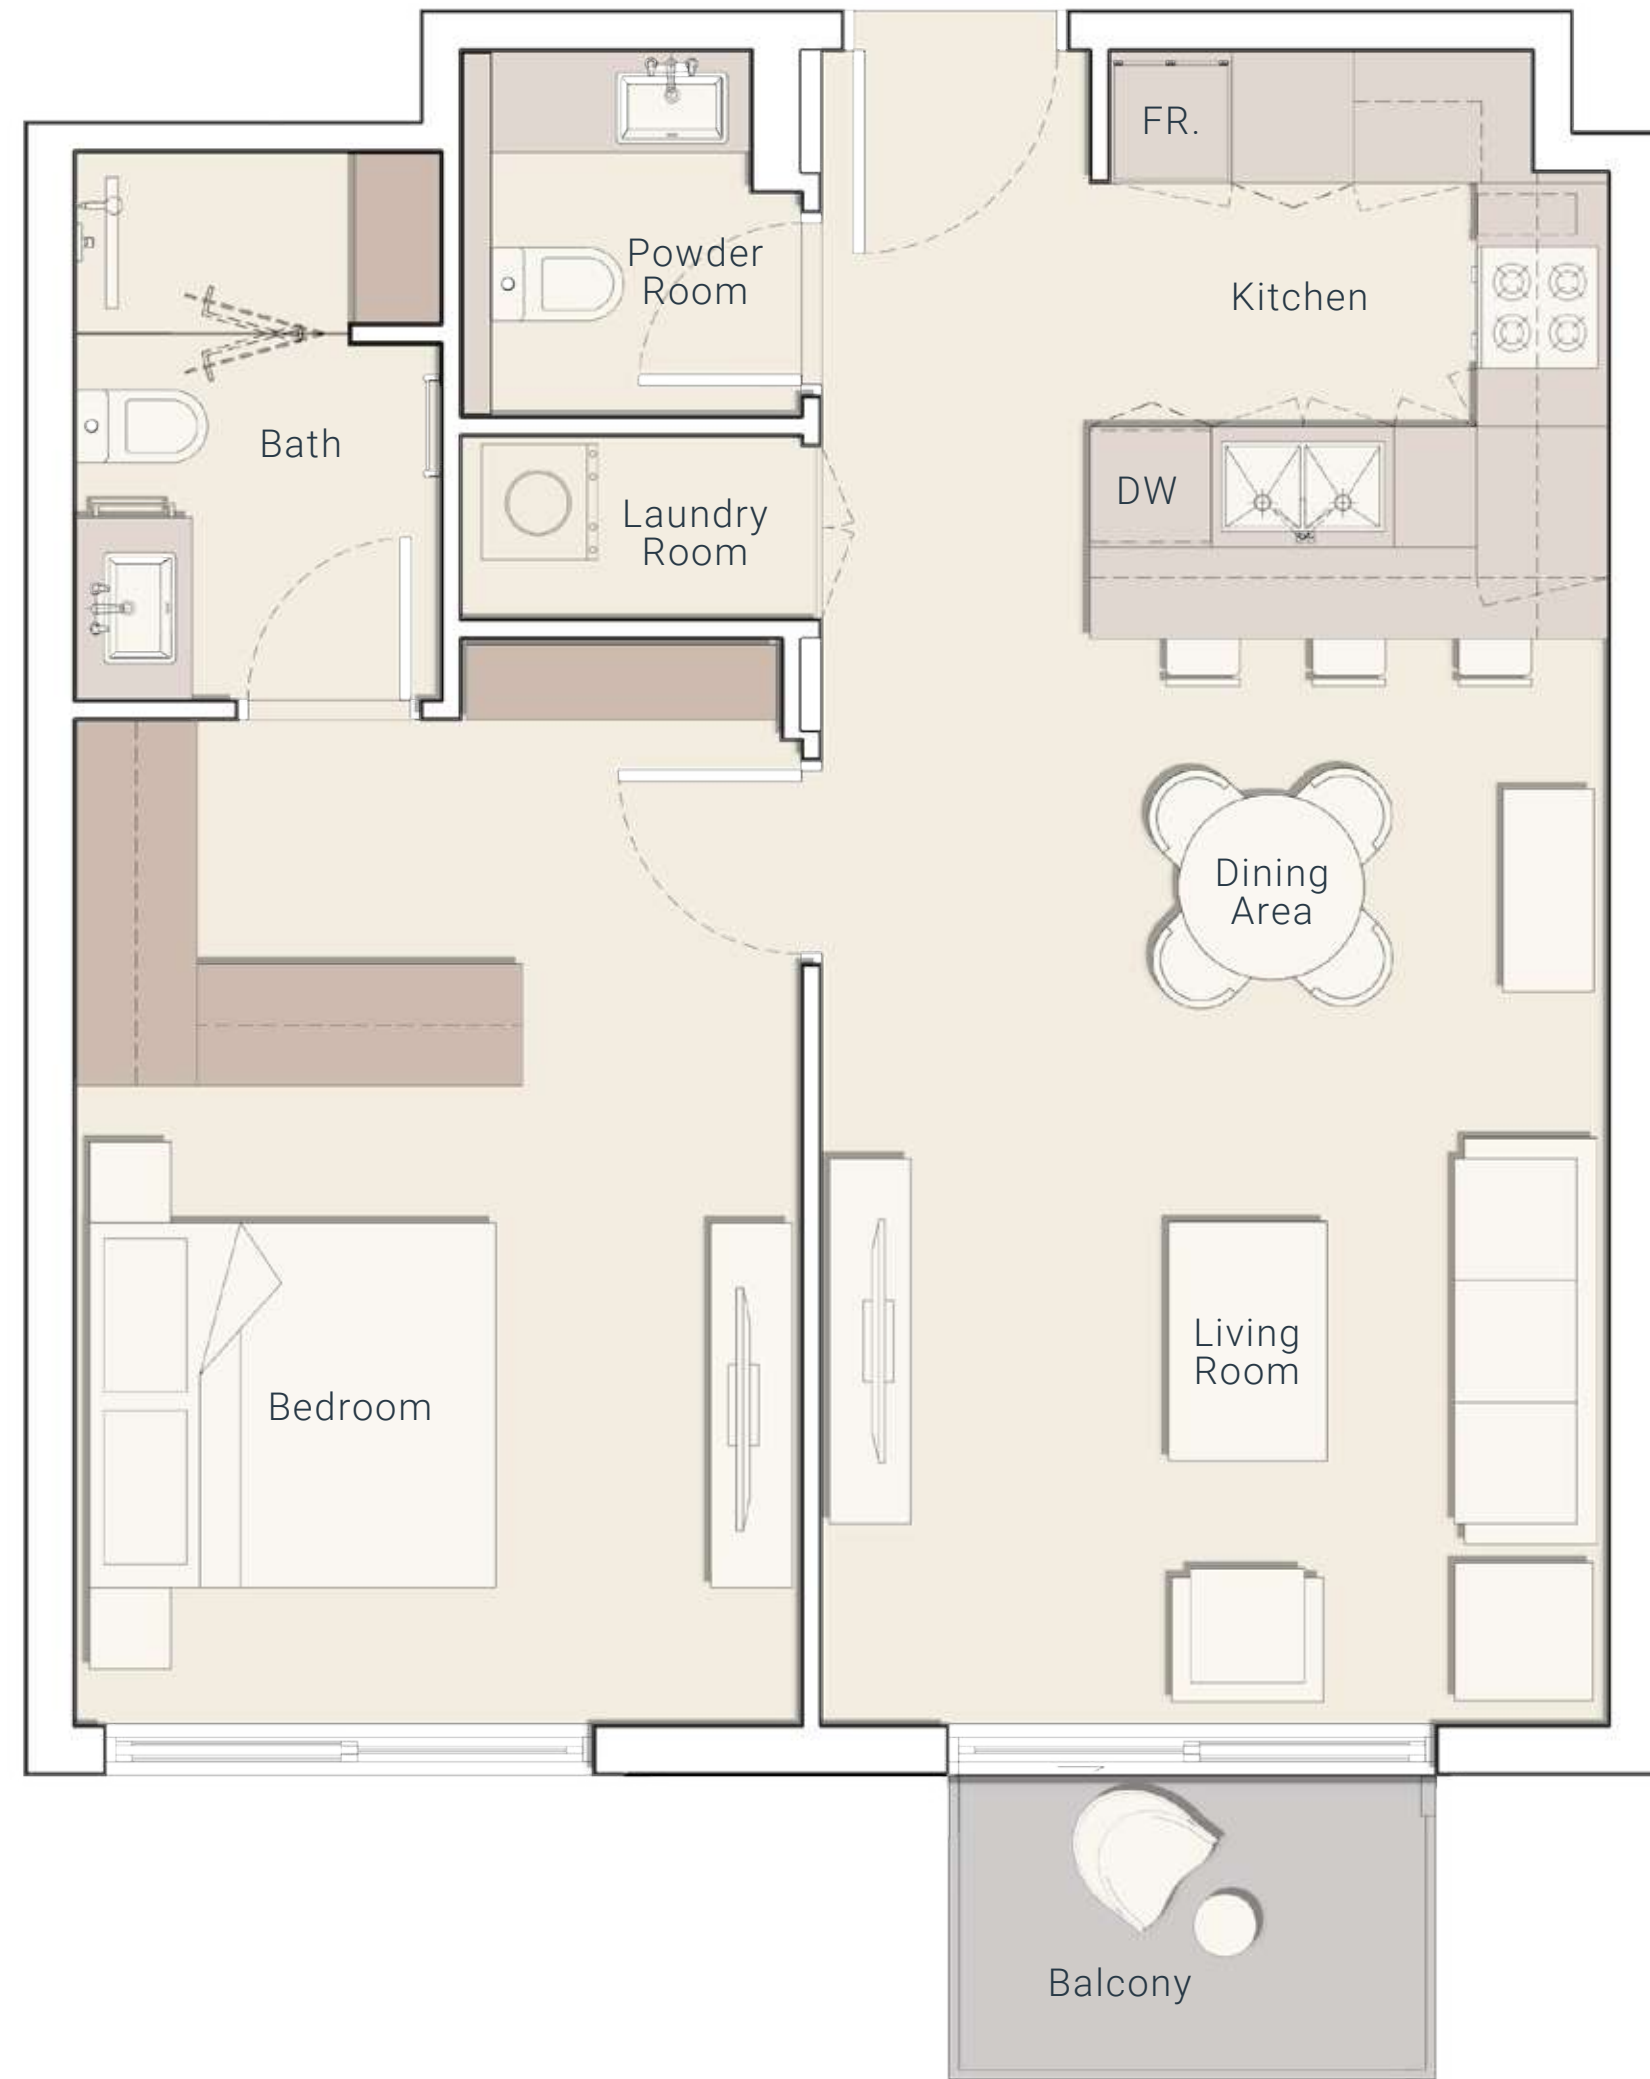 FR.
Powder
Room
Kitchen
Bath
DW
Laundry
Room
Dining
Area
Living
Room
Bedroom
Balcony